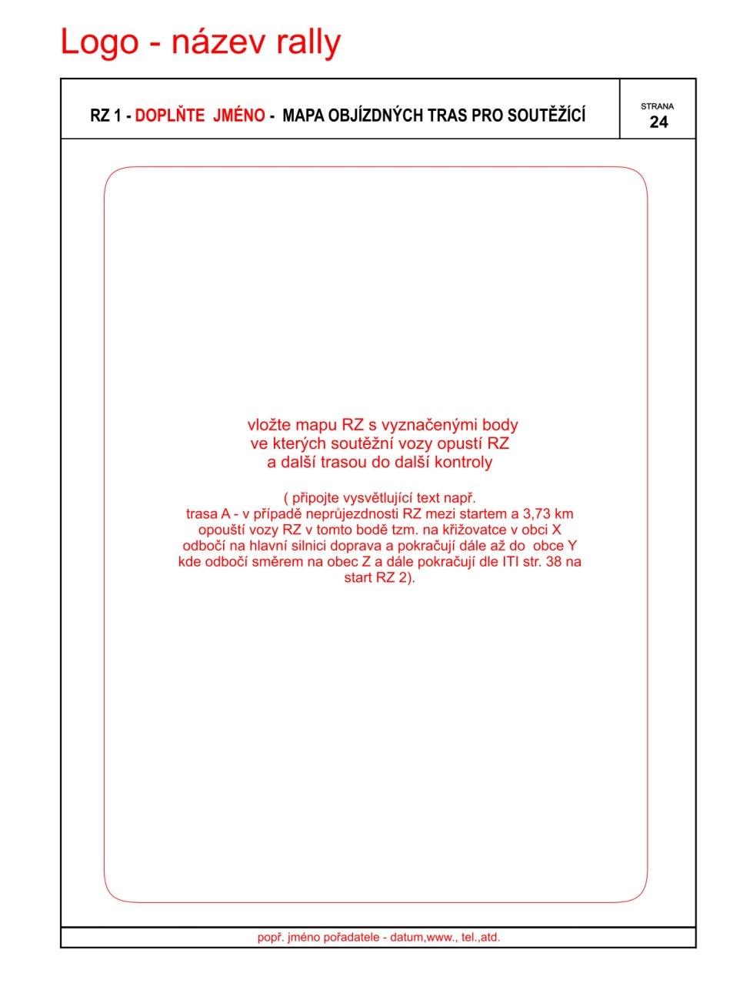 Logo - název rally
RZ 1 - DOPLŇTE JMÉNO - MAPA OBJÍZDNÝCH TRAS PRO SOUTĚŽÍCÍ
STRANA
24
vložte mapu RZ s vyznačenými body
ve kterých soutěžní vozy opustí RZ
a další trasou do další kontroly
( připojte vysvětlující text např.
trasa A - v případě neprůjezdnosti RZ mezi startem a 3,73 km
opouští vozy RZ v tomto bodě tzm. na křižovatce v obci X
odbočí na hlavní silnici doprava a pokračují dále až do obce Y
kde odbočí směrem na obec Z a dále pokračují dle ITI str. 38 na
start RZ 2).
popř. jméno pořadatele - datum,www., tel.,atd.